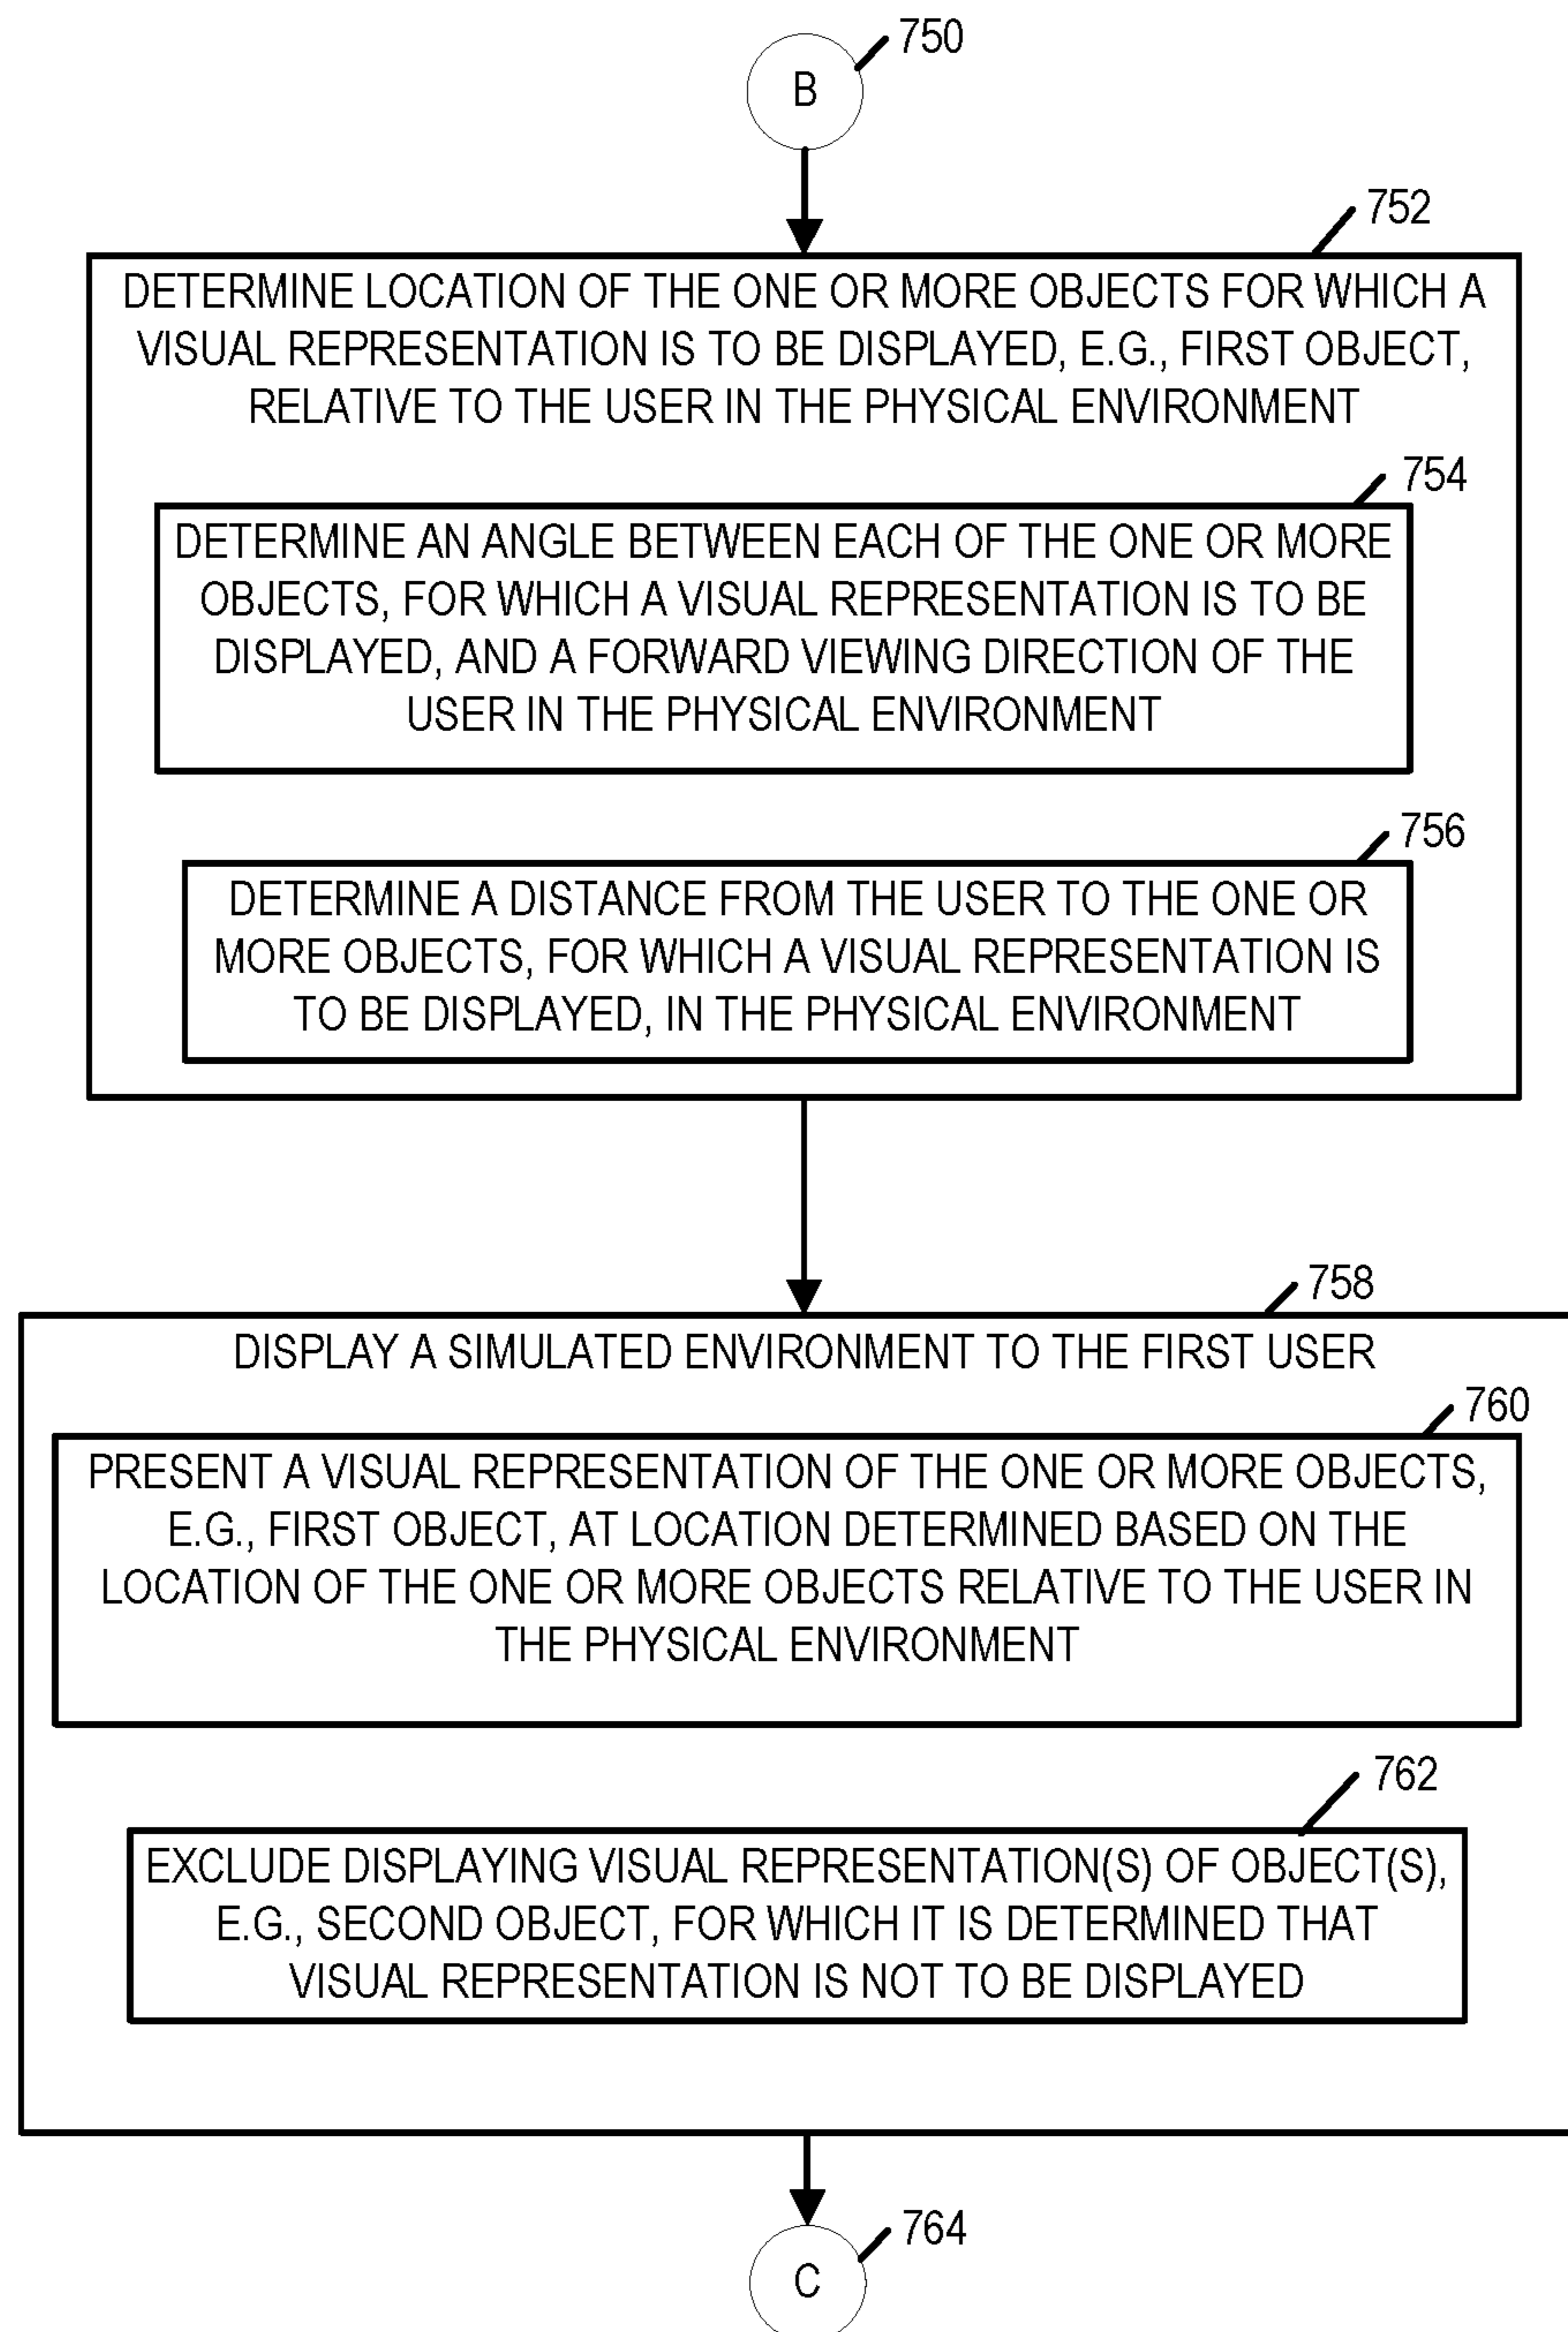 750
B
752
DETERMINE LOCATION OF THE ONE OR MORE OBJECTS FOR WHICH A
VISUAL REPRESENTATION IS TO BE DISPLAYED, E.G., FIRST OBJECT,
RELATIVE TO THE USER IN THE PHYSICAL ENVIRONMENT
754
DETERMINE AN ANGLE BETWEEN EACH OF THE ONE OR MORE
OBJECTS, FOR WHICH A VISUAL REPRESENTATION IS TO BE
DISPLAYED, AND A FORWARD VIEWING DIRECTION OF THE
USER IN THE PHYSICAL ENVIRONMENT
756
DETERMINE A DISTANCE FROM THE USER TO THE ONE OR
MORE OBJECTS, FOR WHICH A VISUAL REPRESENTATION IS
TO BE DISPLAYED, IN THE PHYSICAL ENVIRONMENT
758
DISPLAY A SIMULATED ENVIRONMENT TO THE FIRST USER
760
PRESENT A VISUAL REPRESENTATION OF THE ONE OR MORE OBJECTS,
E.G., FIRST OBJECT, AT LOCATION DETERMINED BASED ON THE
LOCATION OF THE ONE OR MORE OBJECTS RELATIVE TO THE USER IN
THE PHYSICAL ENVIRONMENT
762
EXCLUDE DISPLAYING VISUAL REPRESENTATION(S) OF OBJECT(S),
E.G., SECOND OBJECT, FOR WHICH IT IS DETERMINED THAT
VISUAL REPRESENTATION IS NOT TO BE DISPLAYED
764
C